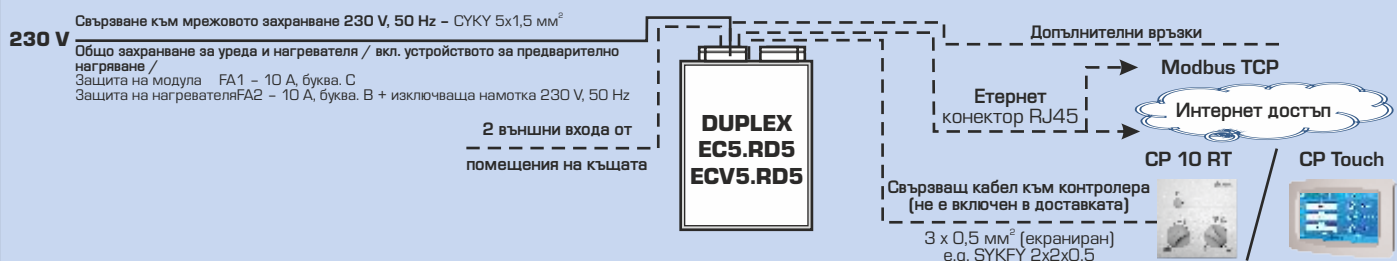 Свързване към мрежовото захранване 230 V, 50 Hz – CYKY 5x1,5 мм²
230 V
Общо захранване за уреда и нагревателя / вкл. устройството за предварително
нагряване /
Защита на модула FA1 – 10 А, буква. С
Защита на нагревателяFA2 – 10 А, буква. В + изключваща намотка 230 V, 50 Hz
2 външни входа от
помещения на къщата
DUPLEX
EC5.RD5
ECV5.RD5
Допълнителни връзки
Modbus TCP
Етернет
конектор RJ45
Интернет достъп
CP 10 RT
CP Touch
Свързващ кабел към контролера
(не е включен в доставката)
3 x 0,5 мм² (екраниран)
e.g. SYKFY 2x2x0,5